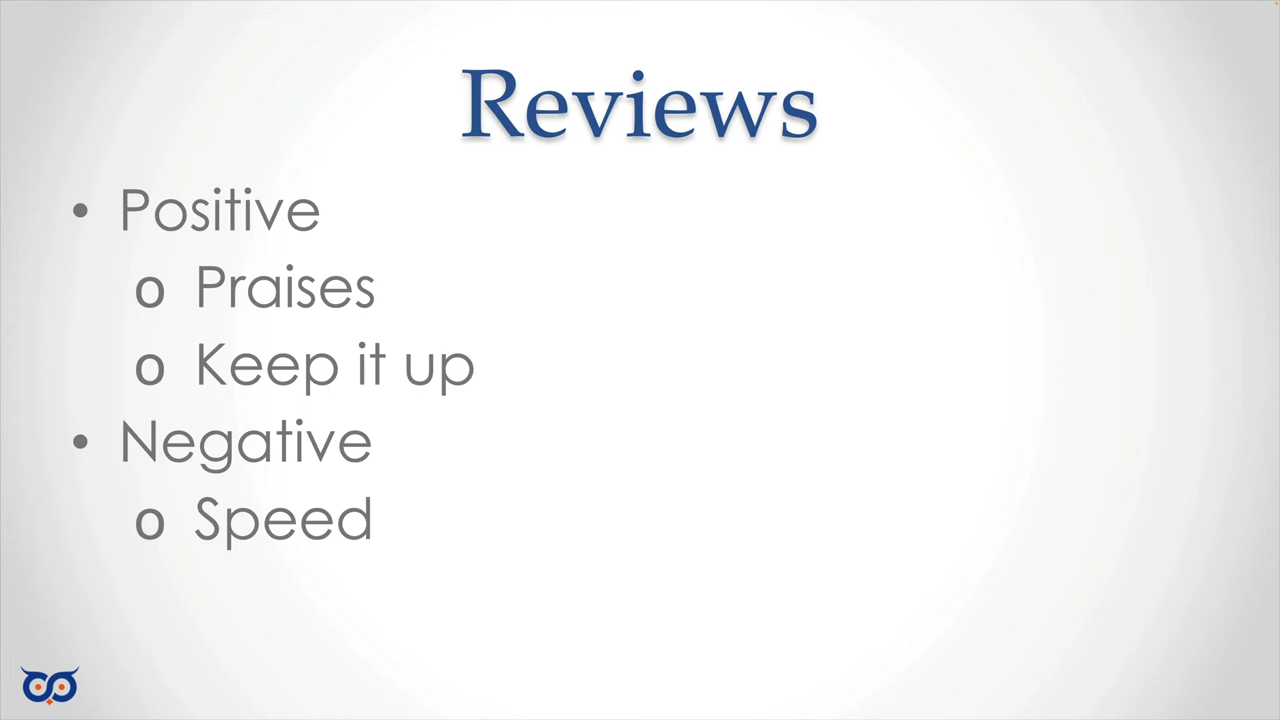 Reviews
• Positive
o Praises
o Keep it up
• Negative
o Speed